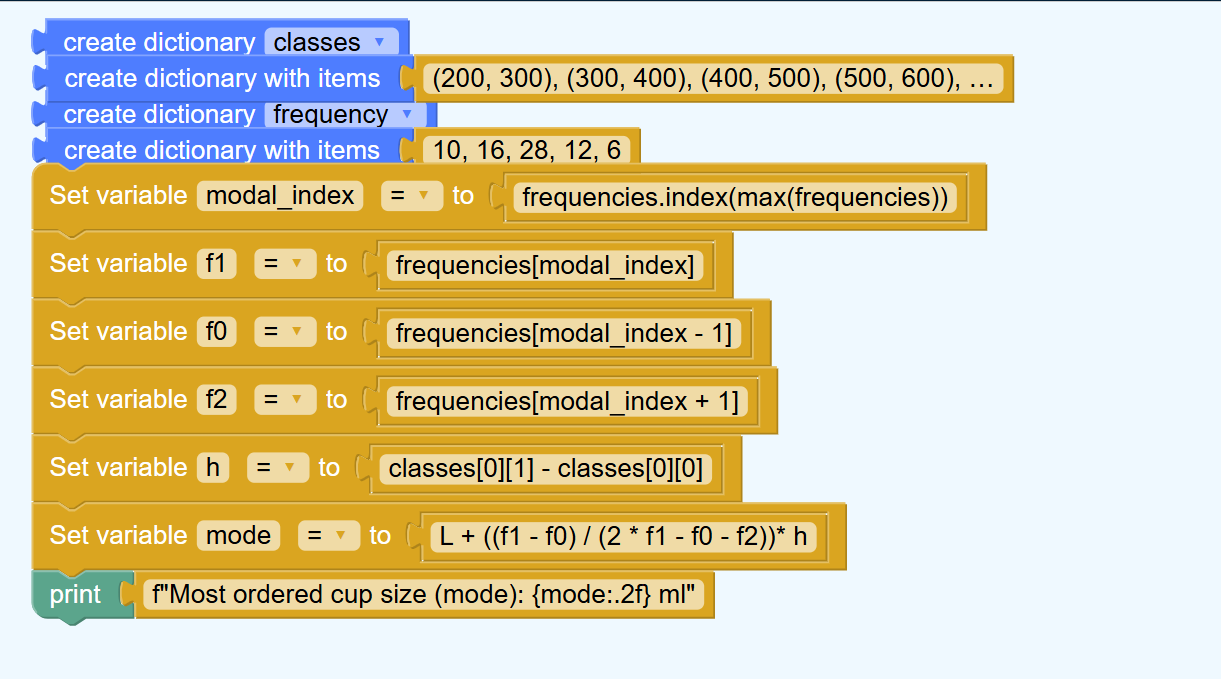 create dictionary classes
create dictionary with items (200, 300), (300, 400), (400, 500), (500, 600), …
create dictionary frequency
create dictionary with items 10, 16, 28, 12, 6
Set variable modal_index = to frequencies.index(max(frequencies))
Set variable f1 = to frequencies[modal_index]
Set variable f0 = to frequencies[modal_index - 1]
Set variable f2 = to frequencies[modal_index + 1]
Set variable h = to classes[0][1] - classes[0][0]
Set variable mode = to L + ((f1 - f0) / (2 * f1 - f0 - f2))* h
print f"Most ordered cup size (mode): {mode:.2f} ml"